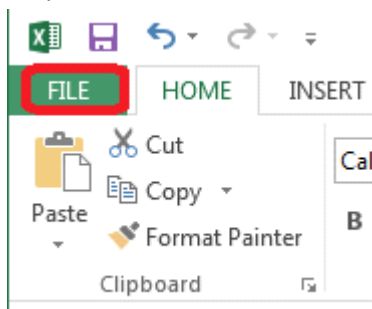 FILE HOME INSERT
Cut
Copy
Paste
Format Painter
Cal
B
Clipboard